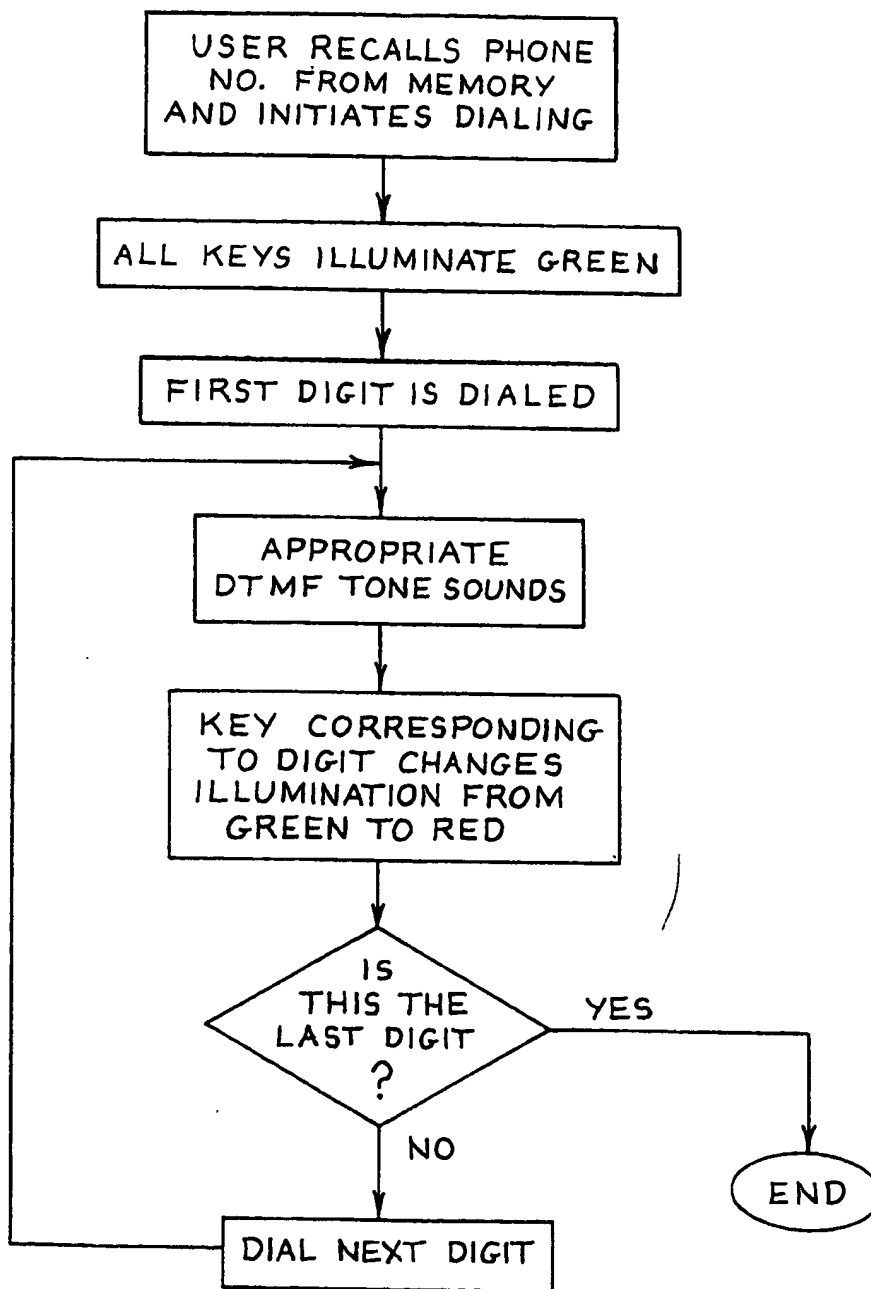 USER RECALLS PHONE
NO. FROM MEMORY
AND INITIATES DIALING
ALL KEYS ILLUMINATE GREEN
FIRST DIGIT IS DIALED
APPROPRIATE
DTMF TONE SOUNDS
KEY CORRESPONDING
TO DIGIT CHANGES
ILLUMINATION FROM
GREEN TO RED
IS
THIS THE
LAST DIGIT
?
YES
NO
END
DIAL NEXT DIGIT